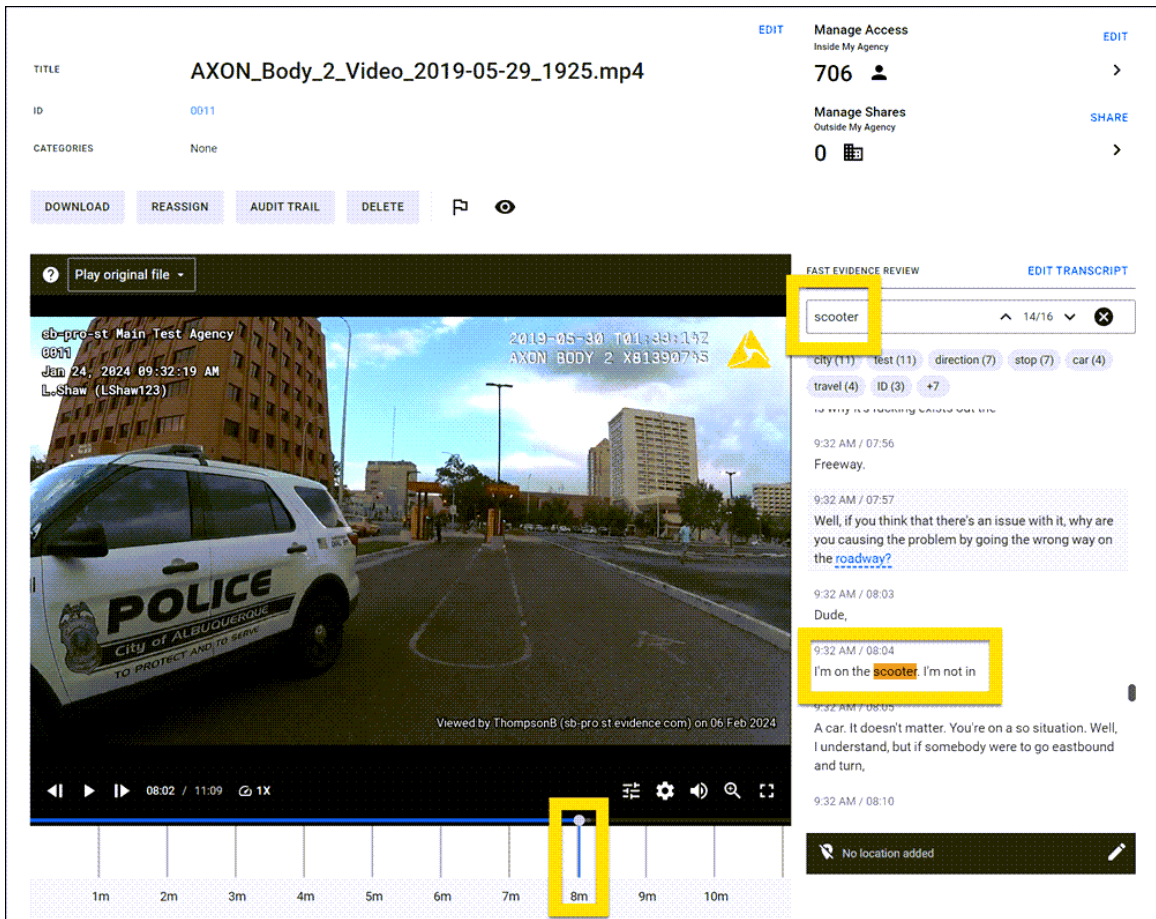 EDIT
TITLE
AXON_Body_2_Video_2019-05-29_1925.mp4
ID
0011
CATEGORIES
None
Manage Access
Inside My Agency
EDIT
706
Manage Shares
Outside My Agency
SHARE
0
DOWNLOAD REASSIGN AUDIT TRAIL DELETE
Play original file
sb-pro-st Main Test Agency
0011
Jan 24, 2024 09:32:19 AM
L.Shaw (LShaw123)
2019-05-30 T01:33:14Z
AXON BODY 2 X81390745
POLICE
City of ALBUQUERQUE
TO PROTECT AND TO SERVE
Viewed by ThompsonB (sb-pro st evidence com) on 06 Feb 2024
08:02 / 11:09 1X
1m 2m 3m 4m 5m 6m 7m 8m 9m 10m
FAST EVIDENCE REVIEW
EDIT TRANSCRIPT
scooter 14/16
city (11) test (11) direction (7) stop (7) car (4)
travel (4) ID (3) +7
is why it's fucking exists out the
9:32 AM / 07:56
Freeway.
9:32 AM / 07:57
Well, if you think that there's an issue with it, why are
you causing the problem by going the wrong way on
the roadway?
9:32 AM / 08:03
Dude,
9:32 AM / 08:04
I'm on the scooter. I'm not in
9:32 AM / 08:05
A car. It doesn't matter. You're on a so situation. Well,
I understand, but if somebody were to go eastbound
and turn,
9:32 AM / 08:10
No location added